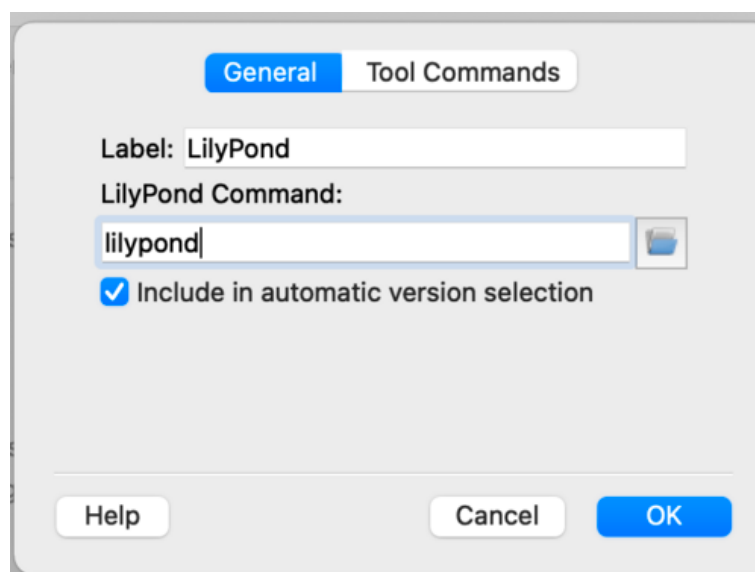 General Tool Commands
Label: LilyPond
LilyPond Command:
lilypond
Include in automatic version selection
Help Cancel OK